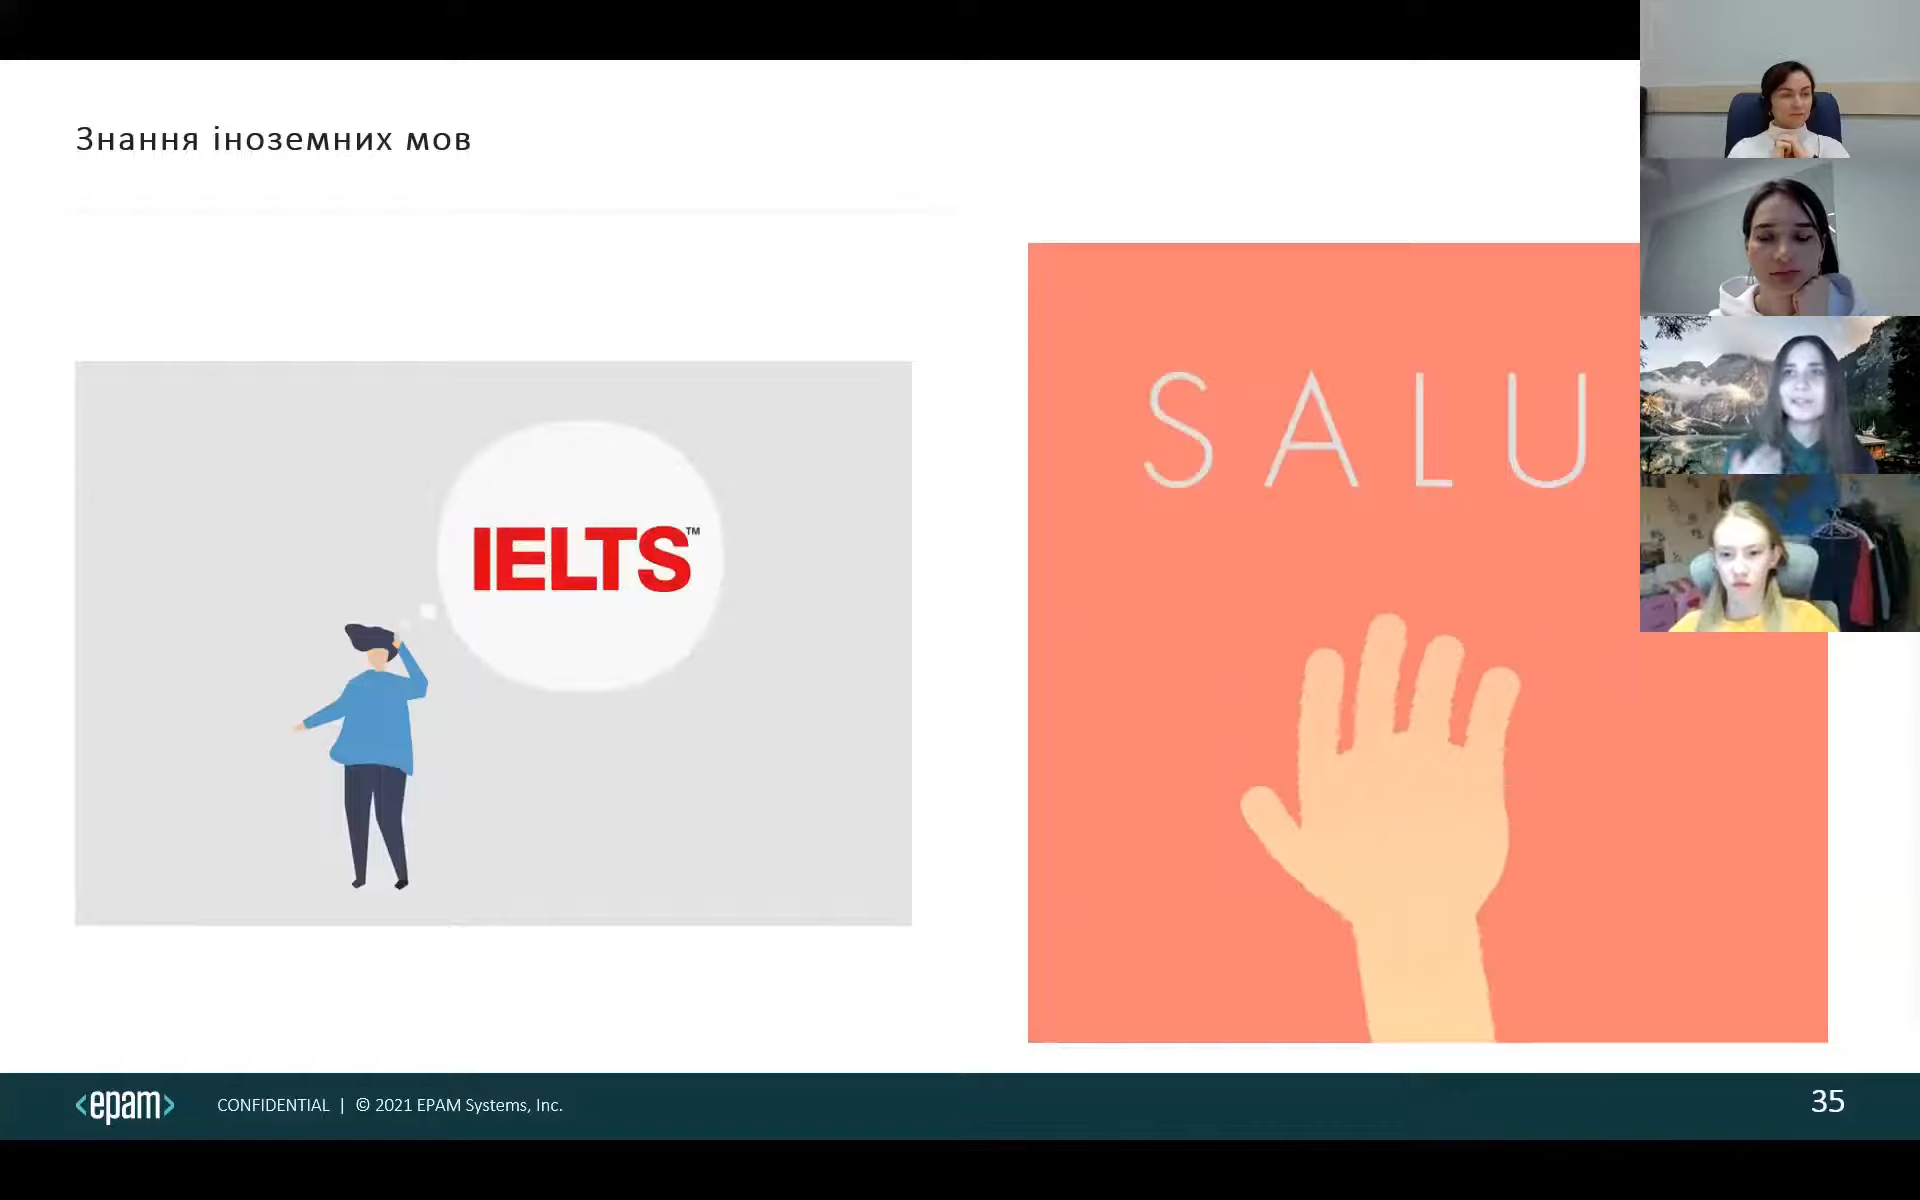 Знання іноземних мов
IELTS™
SALU
<epam> CONFIDENTIAL | © 2021 EPAM Systems, Inc.
35